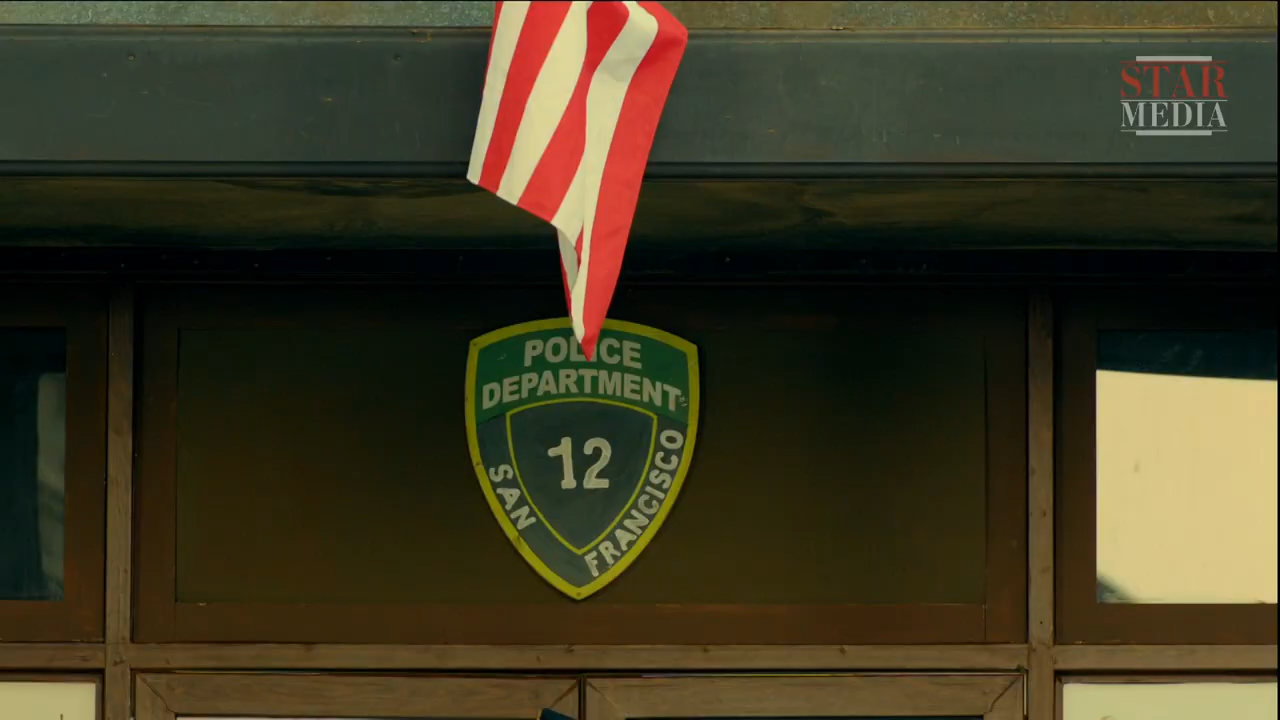 STAR
MEDIA
POLICE
DEPARTMENT
12
SAN FRANCISCO